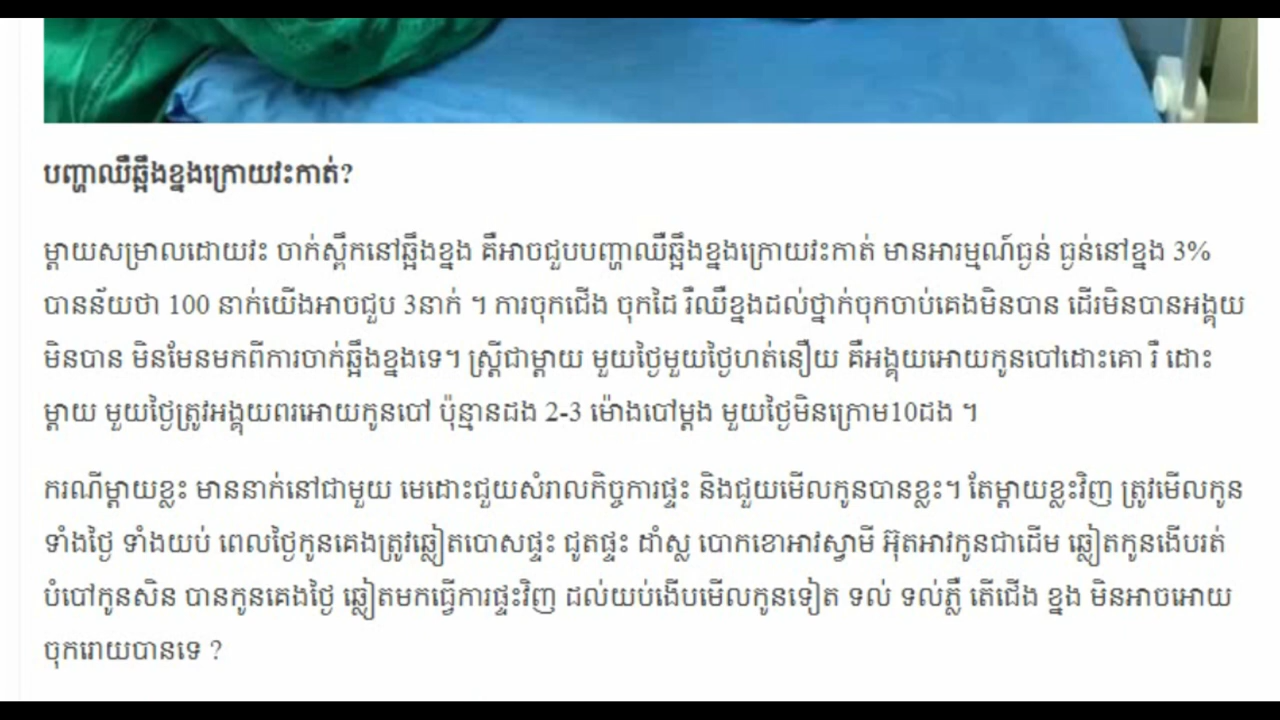 បញ្ហាឈឺឆ្អឹងខ្នងក្រោយវះកាត់?
ម្តាយសម្រាលដោយវះ ចាក់ស្ពឹកនៅឆ្អឹងខ្នង គឺអាចជួបបញ្ហាឈឺឆ្អឹងខ្នងក្រោយវះកាត់ មានអារម្មណ៍ធ្ងន់ ធ្ងន់នៅខ្នង 3%
បានន័យថា 100 នាក់យើងអាចជួប 3នាក់ ។ ការចុកជើង ចុកដៃ រឺឈឺខ្នងដល់ថ្នាក់ចុកចាប់គេងមិនបាន ដើរមិនបានអង្គុយ
មិនបាន មិនមែនមកពីការចាក់ឆ្អឹងខ្នងទេ។ ស្ត្រីជាម្តាយ មួយថ្ងៃមួយថ្ងៃហត់នឿយ គឺអង្គុយអោយកូនបៅដោះគោ រឺ ដោះ
ម្តាយ មួយថ្ងៃត្រូវអង្គុយពរអោយកូនបៅ ប៉ុន្មានដង 2-3 ម៉ោងបៅម្តង មួយថ្ងៃមិនក្រោម10ដង ។
ករណីម្តាយខ្លះ មាននាក់នៅជាមួយ មេដោះជួយសំរាលកិច្ចការផ្ទះ និងជួយមើលកូនបានខ្លះ។ តែម្តាយខ្លះវិញ ត្រូវមើលកូន
ទាំងថ្ងៃ ទាំងយប់ ពេលថ្ងៃកូនគេងត្រូវឆ្លៀតបោសផ្ទះ ជូតផ្ទះ ដាំស្ល បោកខោអាវស្វាមី អ៊ុតអាវកូនជាដើម ឆ្លៀតកូនងើបរត់
បំបៅកូនសិន បានកូនគេងថ្ងៃ ឆ្លៀតមកធ្វើការផ្ទះវិញ ដល់យប់ងើបមើលកូនទៀត ទល់ ទល់ភ្លឺ តើជើង ខ្នង មិនអាចអោយ
ចុករោយបានទេ ?